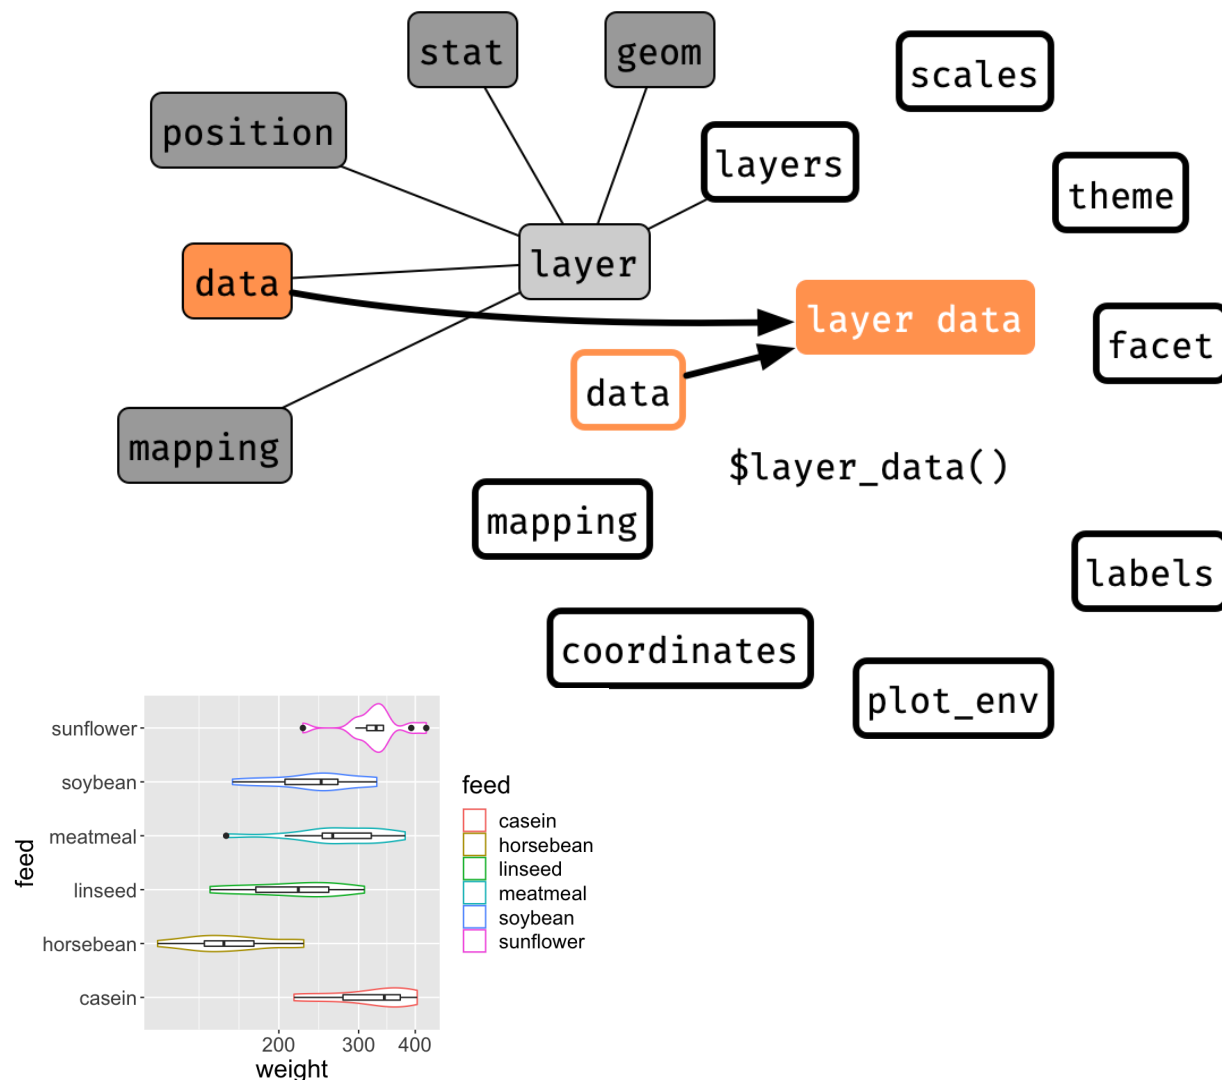 stat
geom
scales
position
layers
theme
layer
data
layer data
facet
data
mapping
$layer_data()
mapping
labels
coordinates
plot_env
sunflower
soybean
meatmeal
linseed
horsebean
casein
feed
200 300 400
weight
feed
casein
horsebean
linseed
meatmeal
soybean
sunflower